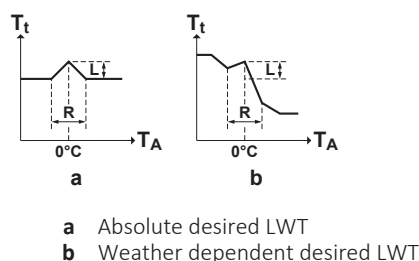 Tt
Tt
L
L
R
R
TA
TA
0°C
0°C
a
b
a Absolute desired LWT
b Weather dependent desired LWT